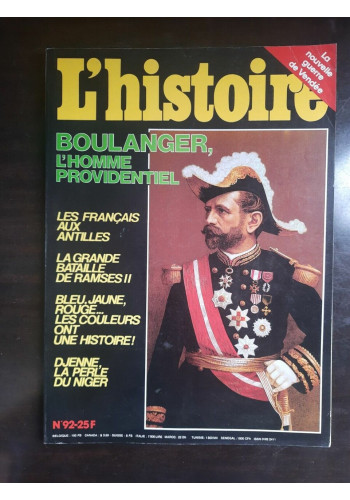 L'histoire
La
nouvelle
guerre
de Vendée
BOULANGER,
L'HOMME
PROVIDENTIEL
LES FRANÇAIS
AUX
ANTILLES
LA GRANDE
BATAILLE
DE RAMSES II
BLEU, JAUNE,
ROUGE...
LES COULEURS
ONT
UNE HISTOIRE!
DJENNE,
LA PERLE
DU NIGER
N°92-25F